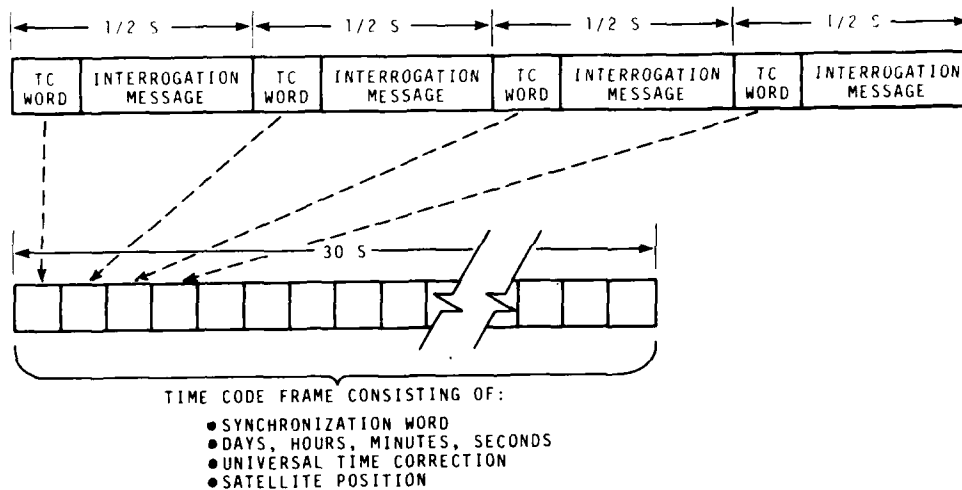 1/2 S 1/2 S 1/2 S 1/2 S
TC WORD INTERROGATION MESSAGE TC WORD INTERROGATION MESSAGE TC WORD INTERROGATION MESSAGE TC WORD INTERROGATION MESSAGE
30 S
TIME CODE FRAME CONSISTING OF:
● SYNCHRONIZATION WORD
● DAYS, HOURS, MINUTES, SECONDS
● UNIVERSAL TIME CORRECTION
● SATELLITE POSITION